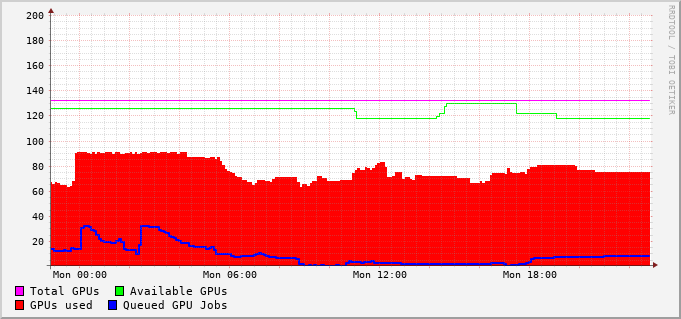 200
180
160
140
120
100
80
60
40
20
Mon 00:00 Mon 06:00 Mon 12:00 Mon 18:00
Total GPUs Available GPUs
GPUs used Queued GPU Jobs
RRDTOOL / TOBI OETIKER